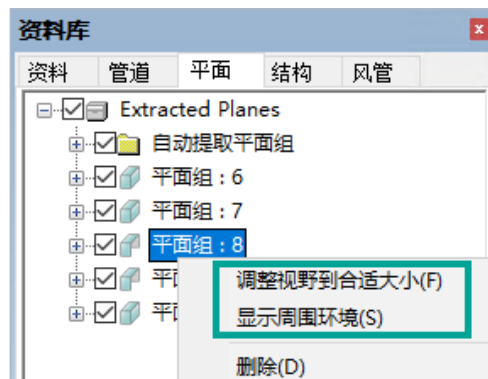 资料库
资料 管道 平面 结构 风管
Extracted Planes
自动提取平面组
平面组 : 6
平面组 : 7
平面组 : 8
调整视野到合适大小(F)
显示周围环境(S)
删除(D)